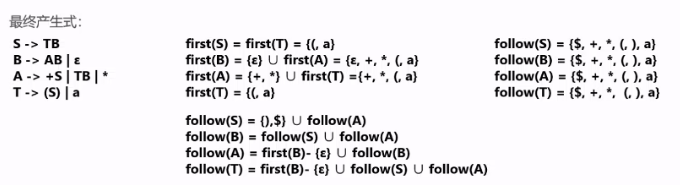 最终产生式:
S -> TB first(S) = first(T) = {(, a} follow(S) = {$, +, *, (, ), a}
B -> AB | ε first(B) = {ε} ∪ first(A) = {ε, +, *, (, a} follow(B) = {$, +, *, (, ), a}
A -> +S | TB | * first(A) = {+, *} ∪ first(T) ={+, *, (, a} follow(A) = {$, +, *, (, ), a}
T -> (S) | a first(T) = {(, a} follow(T) = {$, +, *, (, ), a}
follow(S) = {),$} ∪ follow(A)
follow(B) = follow(S) ∪ follow(A)
follow(A) = first(B)- {ε} ∪ follow(B)
follow(T) = first(B)- {ε} ∪ follow(S) ∪ follow(A)